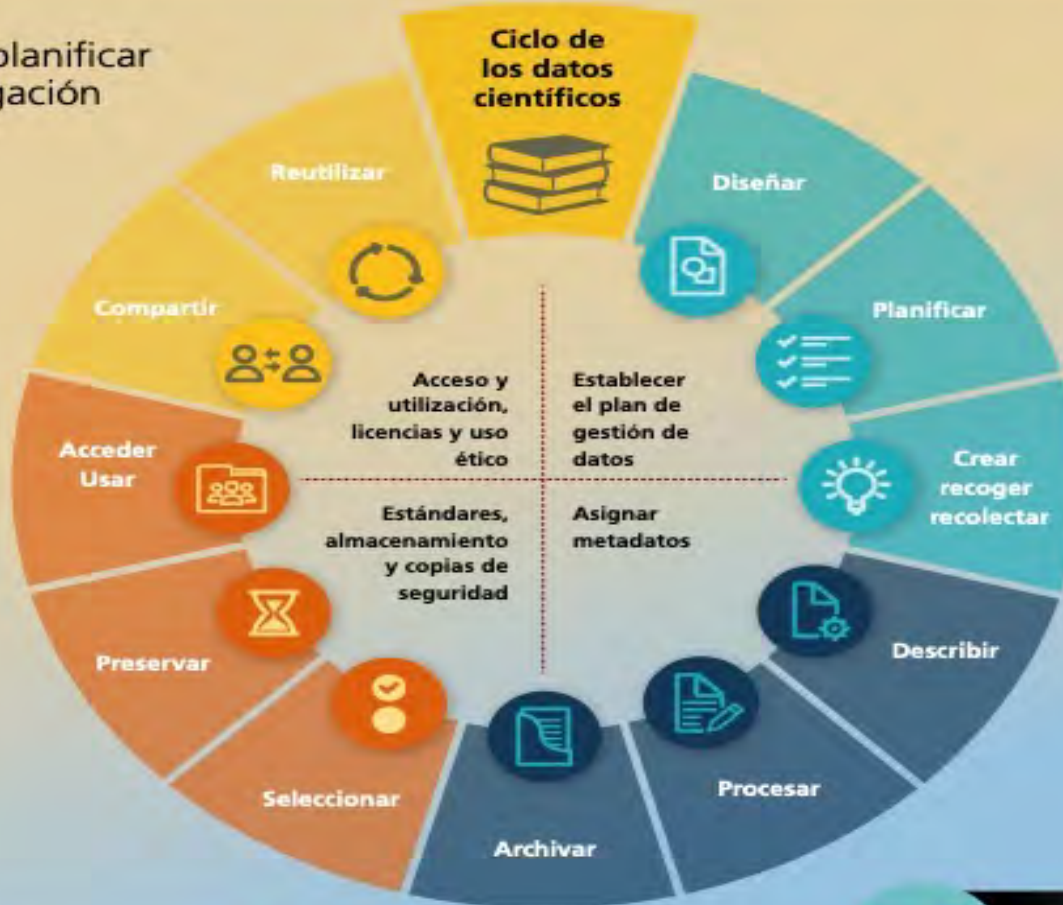 planificar
gación
Ciclo de
los datos
científicos
Diseñar
Planificar
Crear
recoger
recolectar
Describir
Procesar
Archivar
Seleccionar
Preservar
Acceder
Usar
Compartir
Reutilizar
Acceso y
utilización,
licencias y uso
ético
Establecer
el plan de
gestión de
datos
Estándares,
almacenamiento
y copias de
seguridad
Asignar
metadatos